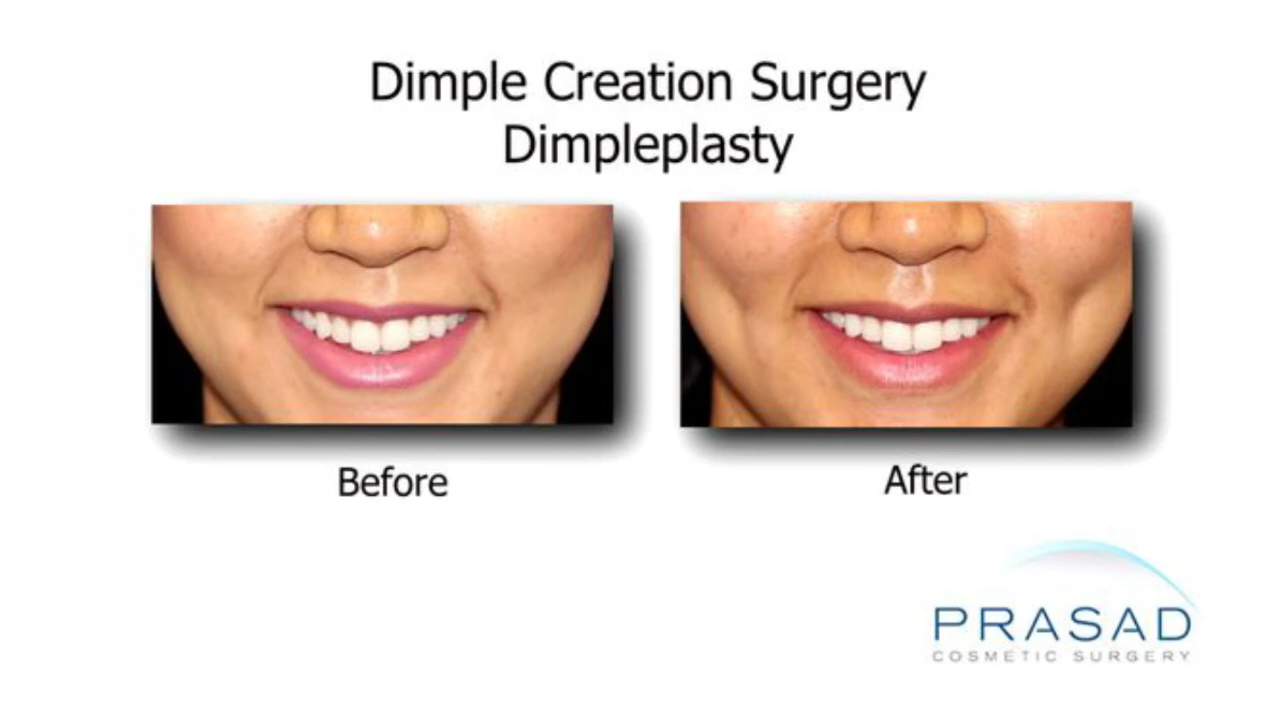 Dimple Creation Surgery
Dimpleplasty
Before
After
PRASAD
COSMETIC SURGERY